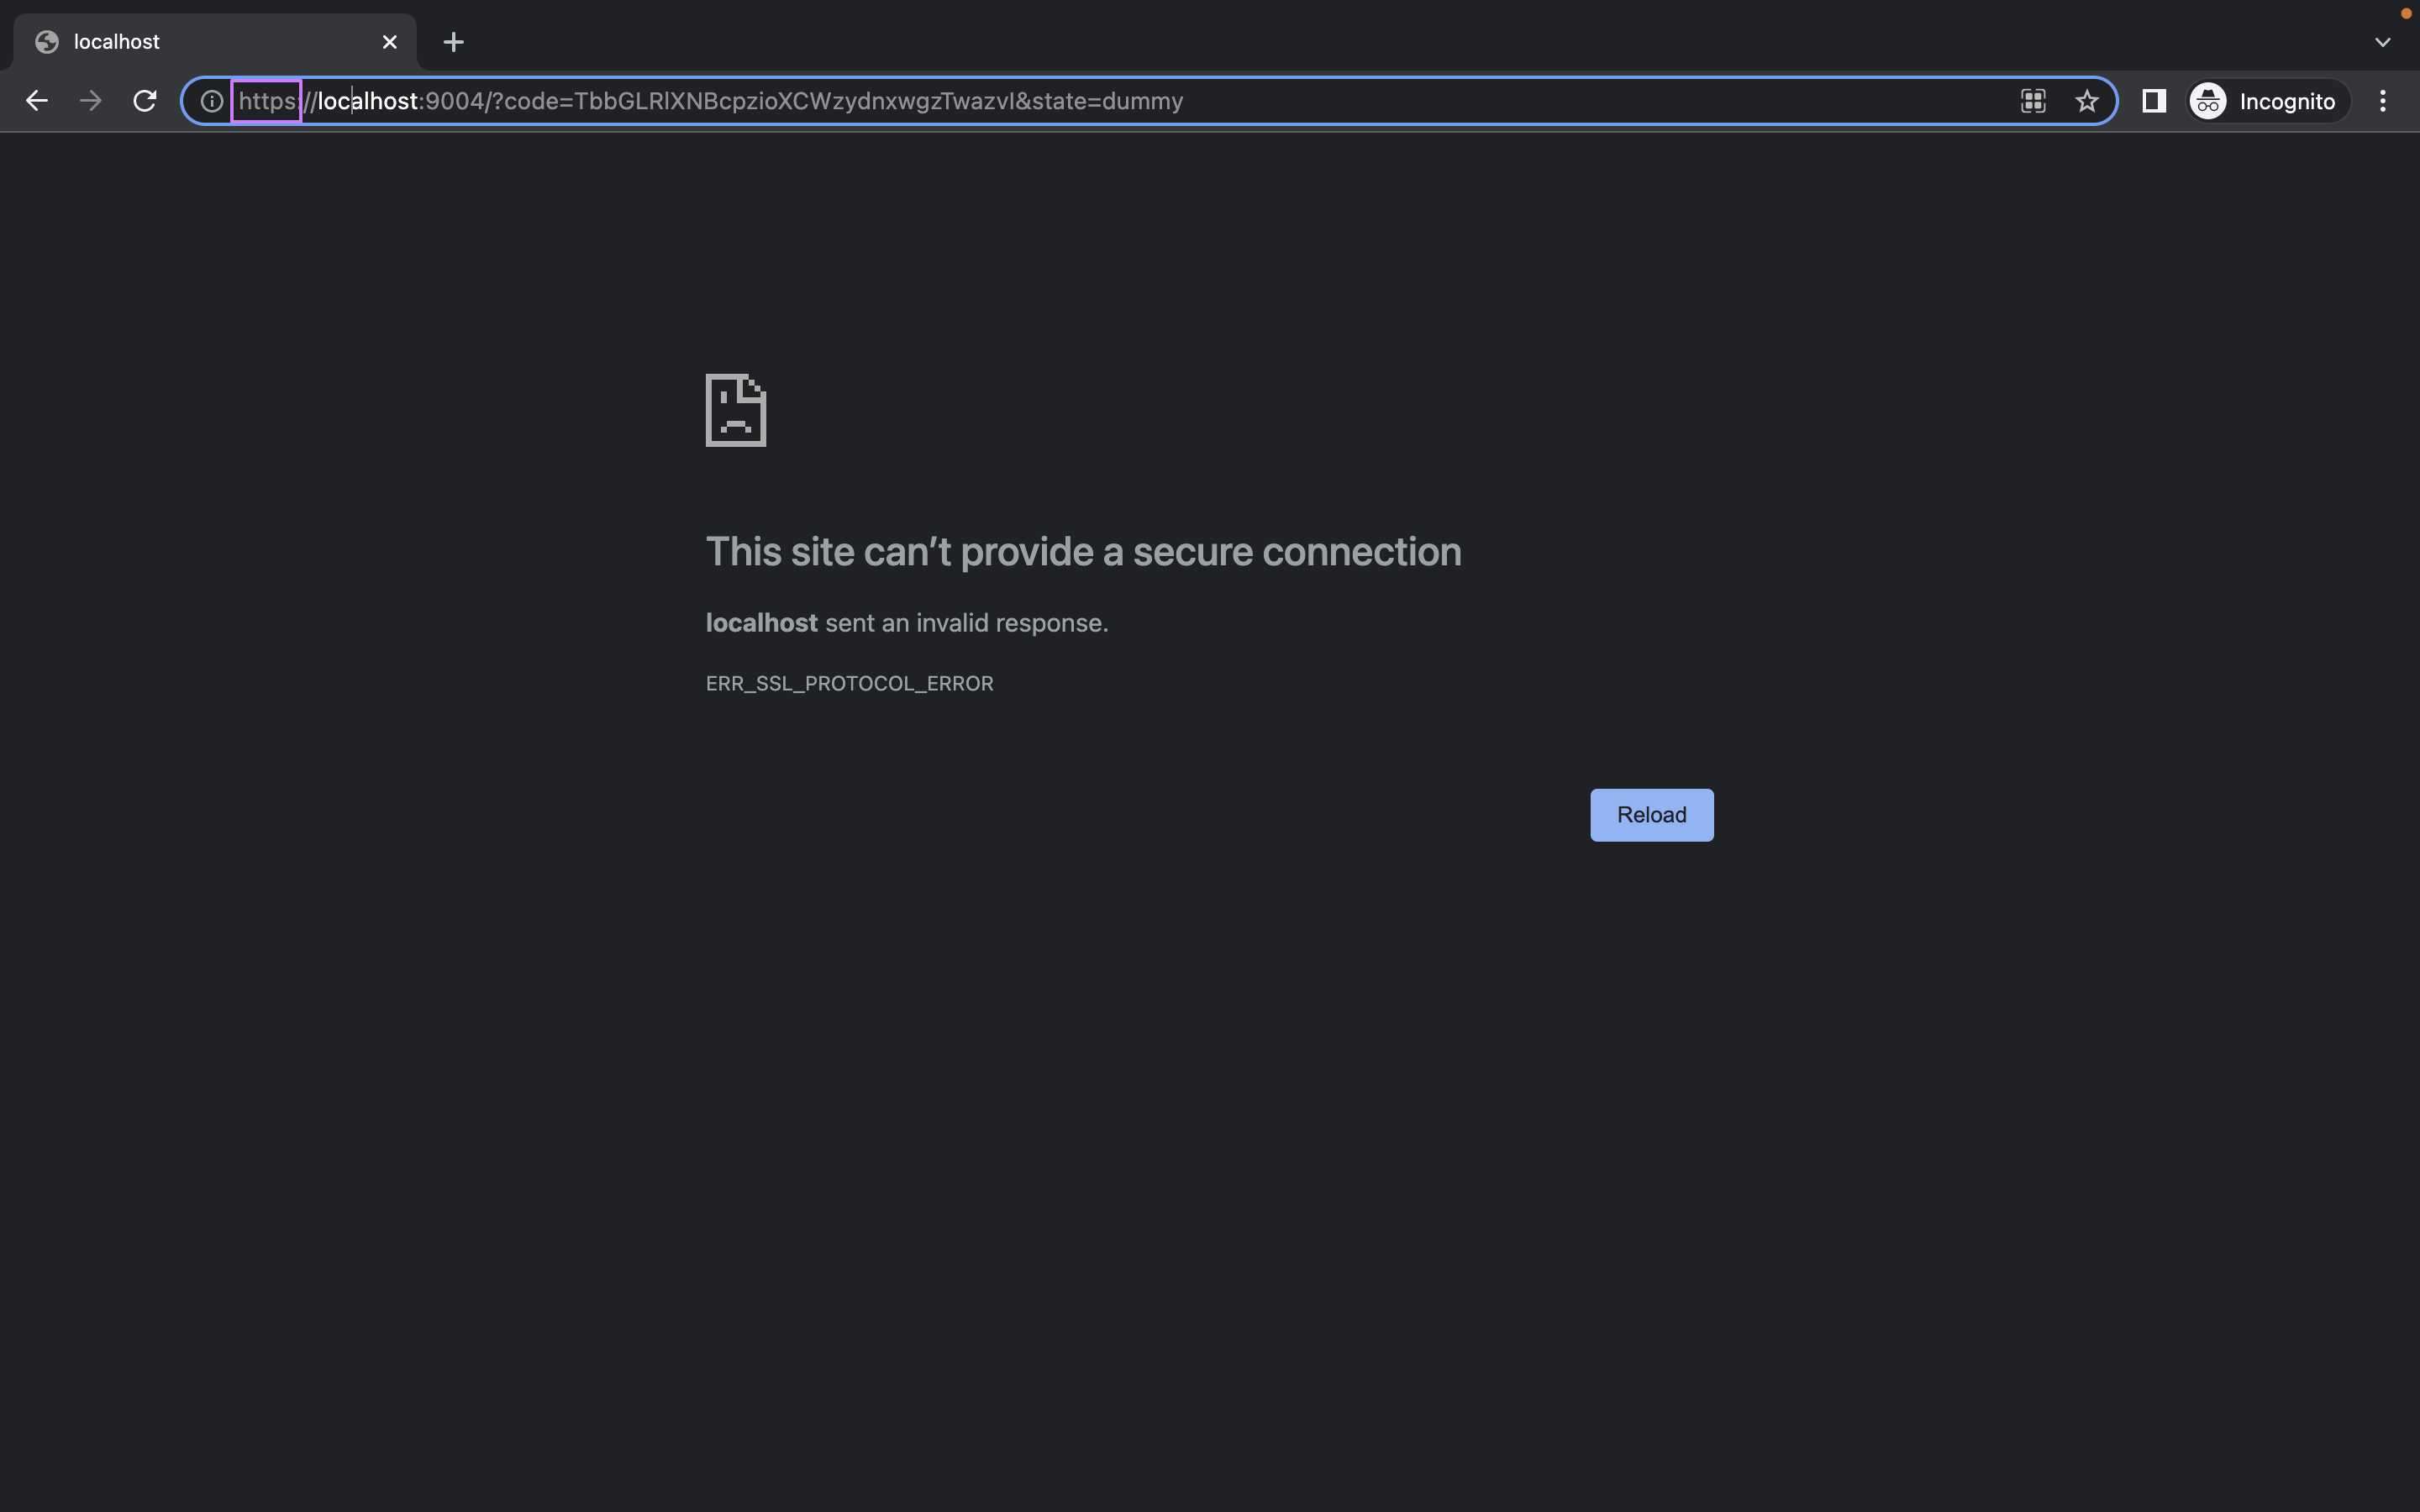 localhost
https://localhost:9004/?code=TbbGLRlXNBcpzioXCWzydnxwgzTwazvI&state=dummy
Incognito
This site can’t provide a secure connection
localhost sent an invalid response.
ERR_SSL_PROTOCOL_ERROR
Reload